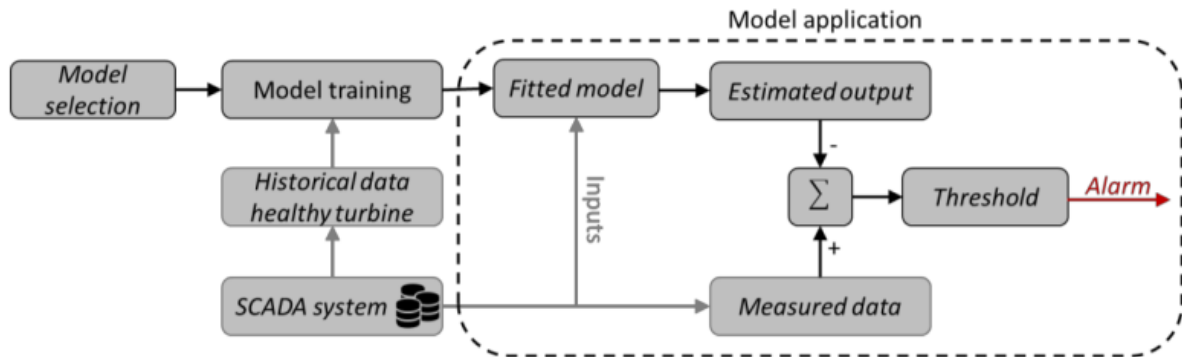 Model application
Model
selection
Model training
Fitted model
Estimated output
-
Historical data
healthy turbine
Inputs
∑
Threshold
Alarm
+
SCADA system
Measured data